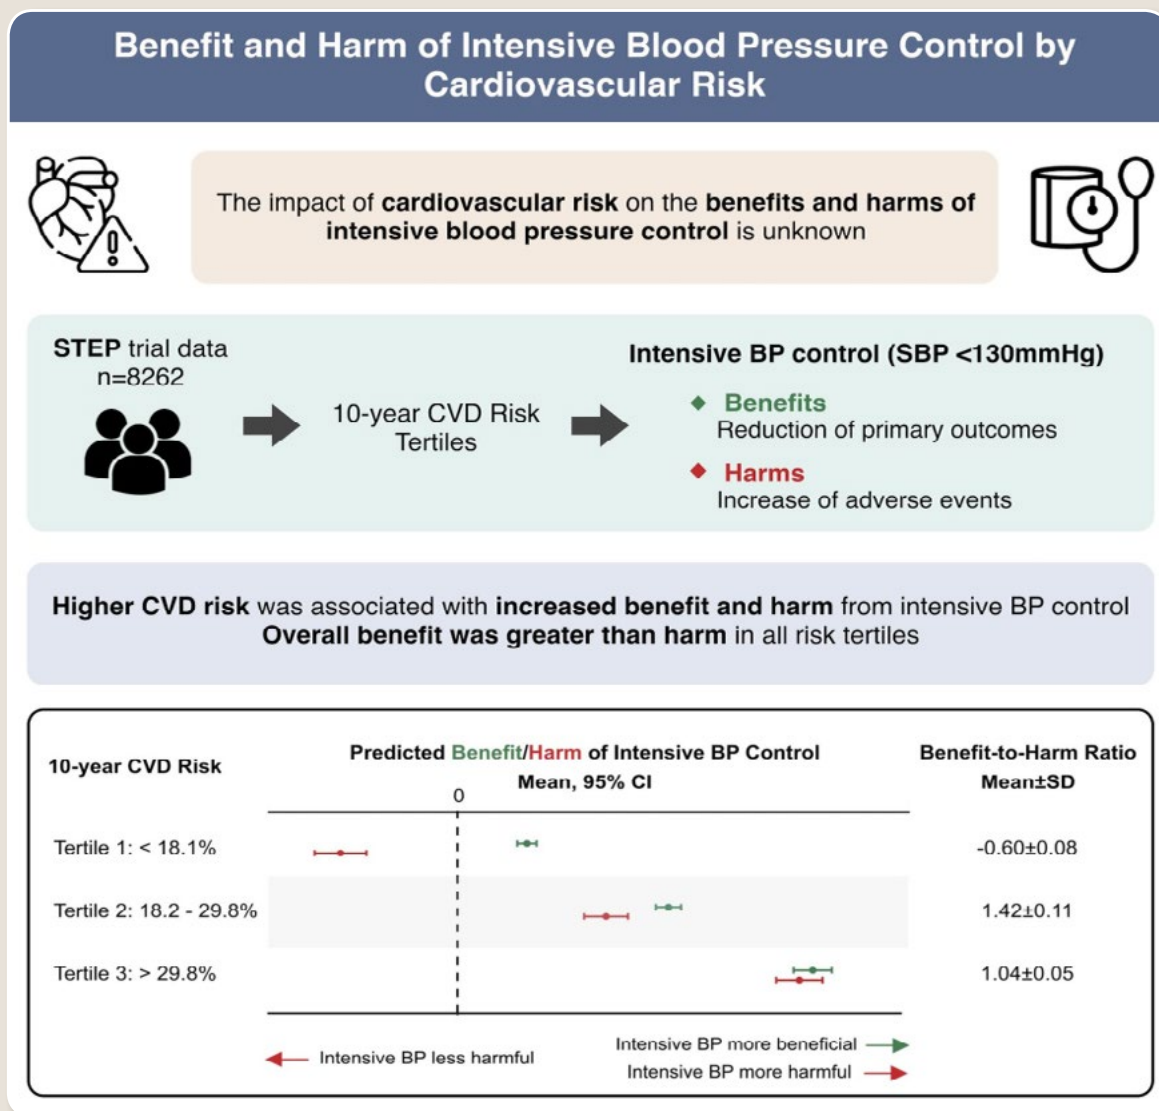 Benefit and Harm of Intensive Blood Pressure Control by
Cardiovascular Risk
The impact of cardiovascular risk on the benefits and harms of
intensive blood pressure control is unknown
STEP trial data
n=8262
10-year CVD Risk
Tertiles
Intensive BP control (SBP <130mmHg)
Benefits
Reduction of primary outcomes
Harms
Increase of adverse events
Higher CVD risk was associated with increased benefit and harm from intensive BP control
Overall benefit was greater than harm in all risk tertiles
10-year CVD Risk
Predicted Benefit/Harm of Intensive BP Control
Mean, 95% CI
Benefit-to-Harm Ratio
Mean±SD
0
Tertile 1: < 18.1%
-0.60±0.08
Tertile 2: 18.2 - 29.8%
1.42±0.11
Tertile 3: > 29.8%
1.04±0.05
Intensive BP less harmful
Intensive BP more beneficial
Intensive BP more harmful